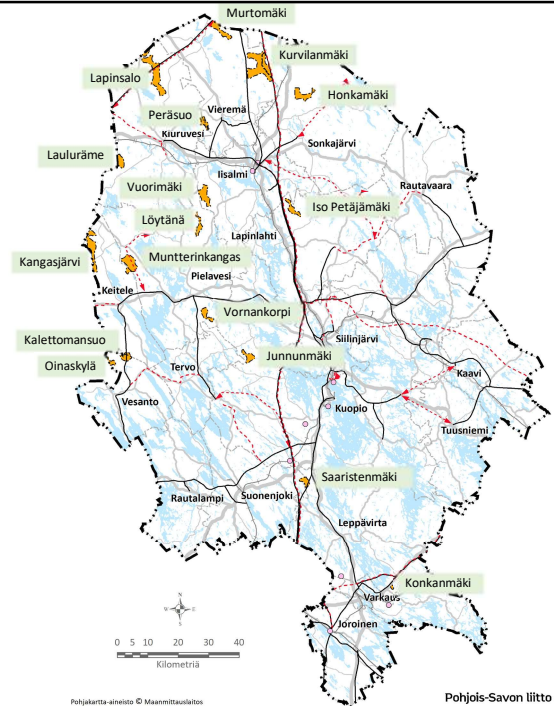 Murtomäki
Kurvilanmäki
Lapinsalo
Honkamäki
Peräsuo
Vieremä
Kiuruvesi
Sonkajärvi
Lauluräme
Iisalmi
Rautavaara
Vuorimäki
Iso Petäjämäki
Löytänä
Lapinlahti
Kangasjärvi
Muntterinkangas
Pielavesi
Keitele
Vornankorpi
Siilinjärvi
Kalettomansuo
Junnunmäki
Oinaskylä
Tervo
Kaavi
Vesanto
Kuopio
Tuusniemi
Saaristenmäki
Rautalampi
Suonenjoki
Leppävirta
Konkanmäki
Varkaus
N
W E
S
Joroinen
0 5 10 20 30 40
Kilometriä
Pohjakartta-aineisto © Maanmittauslaitos
Pohjois-Savon liitto